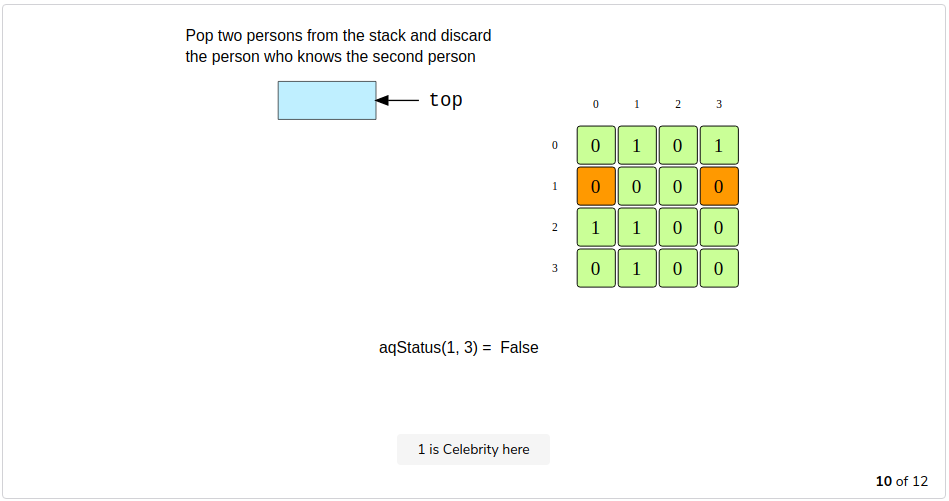 Pop two persons from the stack and discard
the person who knows the second person
top
0 1 2 3
0 0 1 0 1
1 0 0 0 0
2 1 1 0 0
3 0 1 0 0
aqStatus(1, 3) = False
1 is Celebrity here
10 of 12